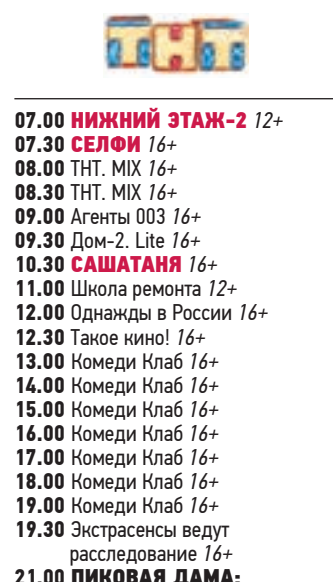 ТНТ
07.00 НИЖНИЙ ЭТАЖ-2 12+
07.30 СЕЛФИ 16+
08.00 ТНТ. MIX 16+
08.30 ТНТ. MIX 16+
09.00 Агенты 003 16+
09.30 Дом-2. Lite 16+
10.30 САШАТАНЯ 16+
11.00 Школа ремонта 12+
12.00 Однажды в России 16+
12.30 Такое кино! 16+
13.00 Комеди Клаб 16+
14.00 Комеди Клаб 16+
15.00 Комеди Клаб 16+
16.00 Комеди Клаб 16+
17.00 Комеди Клаб 16+
18.00 Комеди Клаб 16+
19.00 Комеди Клаб 16+
19.30 Экстрасенсы ведут
расследование 16+
21.00 ПИКОВАЯ ДАМА: